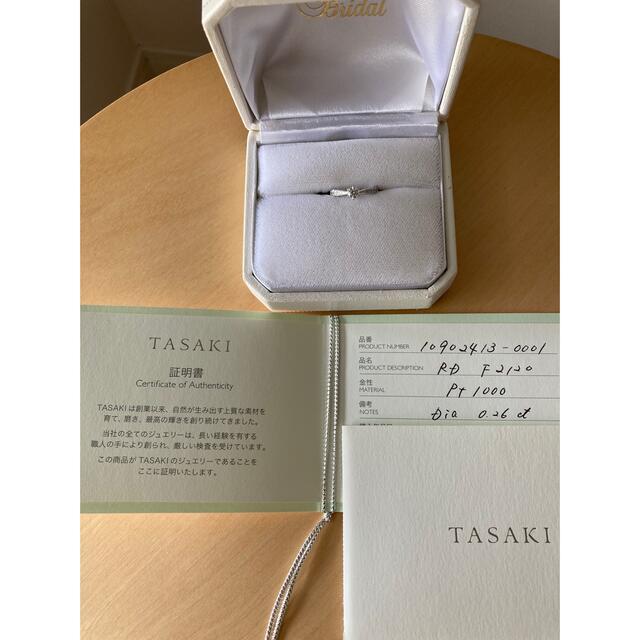 Bridal
TASAKI
証明書
Certificate of Authenticity
TASAKIは創業以来、自然が生み出す上質な素材を
育て、磨き、最高の輝きを創り続けてきました。
当社の全てのジュエリーは、長い経験を有する
職人の手により創られ、厳しい検査を受けています。
この商品がTASAKIのジュエリーであることを
ここに証明いたします。
品番
PRODUCT NUMBER 10902413-0001
品名
PRODUCT DESCRIPTION RD F2120
金性
MATERIAL Pt 1000
備考
NOTES Dia 0.26 ct
TASAKI